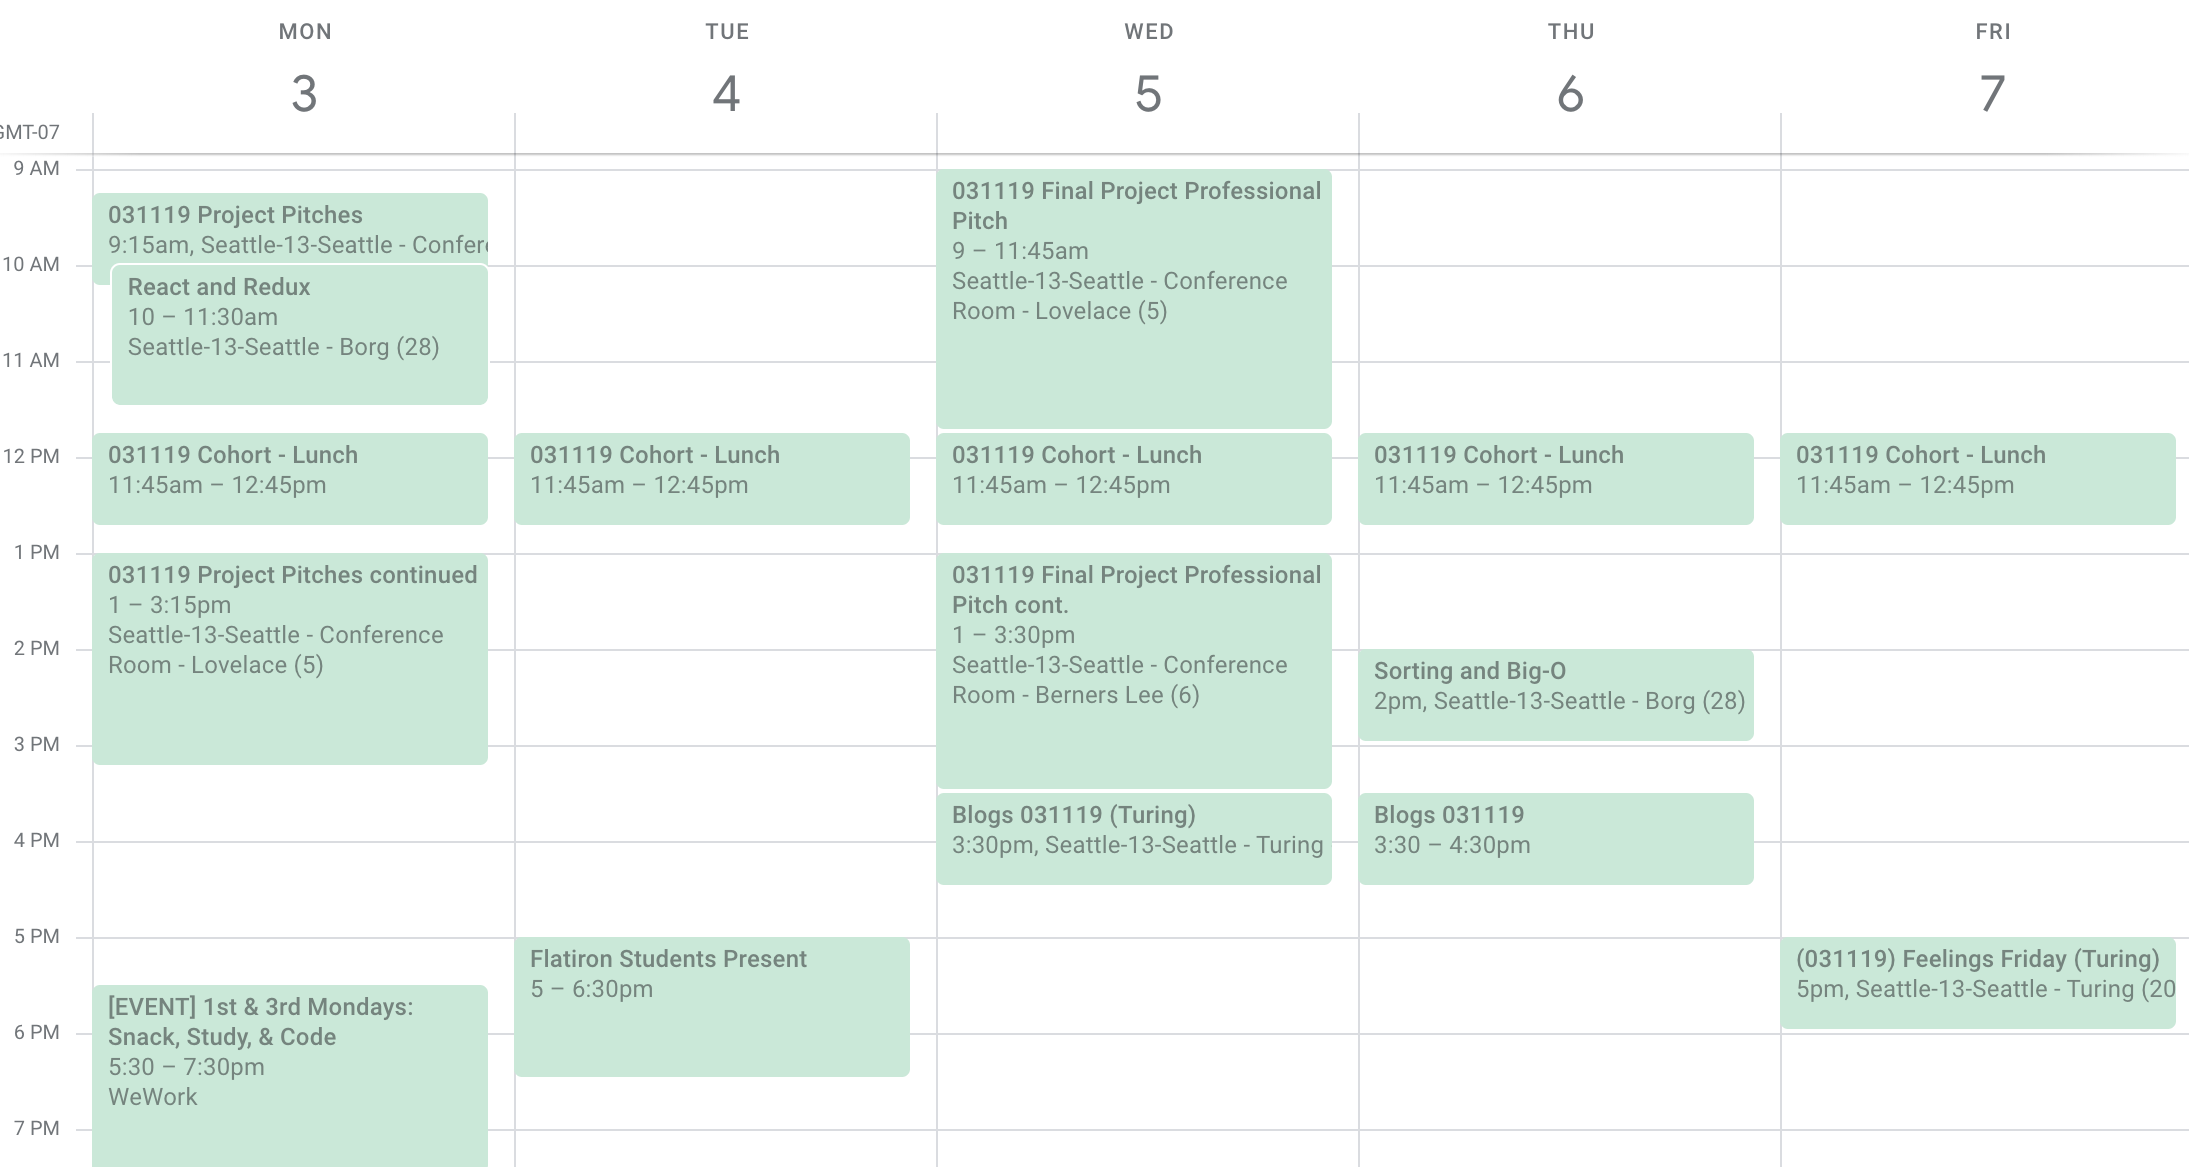 MON
TUE
WED
THU
FRI
3
4
5
6
7
GMT-07
9 AM
10 AM
11 AM
12 PM
1 PM
2 PM
3 PM
4 PM
5 PM
6 PM
7 PM
031119 Project Pitches
9:15am, Seattle-13-Seattle - Confere
React and Redux
10 – 11:30am
Seattle-13-Seattle - Borg (28)
031119 Cohort - Lunch
11:45am – 12:45pm
031119 Project Pitches continued
1 – 3:15pm
Seattle-13-Seattle - Conference
Room - Lovelace (5)
[EVENT] 1st & 3rd Mondays:
Snack, Study, & Code
5:30 – 7:30pm
WeWork
031119 Cohort - Lunch
11:45am – 12:45pm
Flatiron Students Present
5 – 6:30pm
031119 Final Project Professional
Pitch
9 – 11:45am
Seattle-13-Seattle - Conference
Room - Lovelace (5)
031119 Cohort - Lunch
11:45am – 12:45pm
031119 Final Project Professional
Pitch cont.
1 – 3:30pm
Seattle-13-Seattle - Conference
Room - Berners Lee (6)
Blogs 031119 (Turing)
3:30pm, Seattle-13-Seattle - Turing
031119 Cohort - Lunch
11:45am – 12:45pm
Sorting and Big-O
2pm, Seattle-13-Seattle - Borg (28)
Blogs 031119
3:30 – 4:30pm
031119 Cohort - Lunch
11:45am – 12:45pm
(031119) Feelings Friday (Turing)
5pm, Seattle-13-Seattle - Turing (20